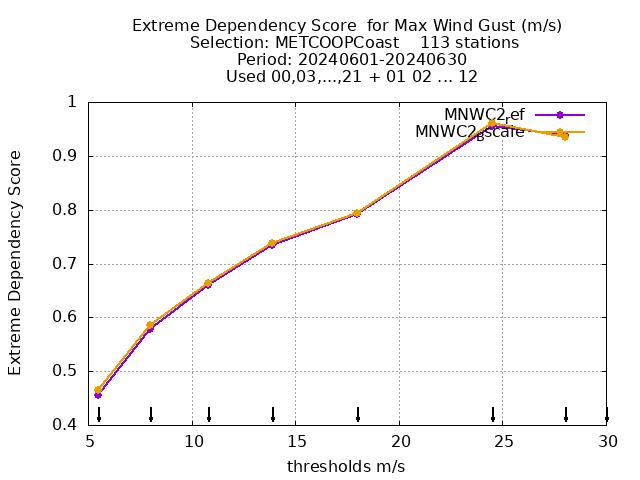 Extreme Dependency Score  for Max Wind Gust (m/s)
Selection: METCOOPCoast    113 stations
Period: 20240601-20240630
Used 00,03,...,21 + 01 02 ... 12
Extreme Dependency Score
1
0.9
0.8
0.7
0.6
0.5
0.4
MNWC2ref
MNWC2Bscale
5
10
15
20
25
30
thresholds m/s